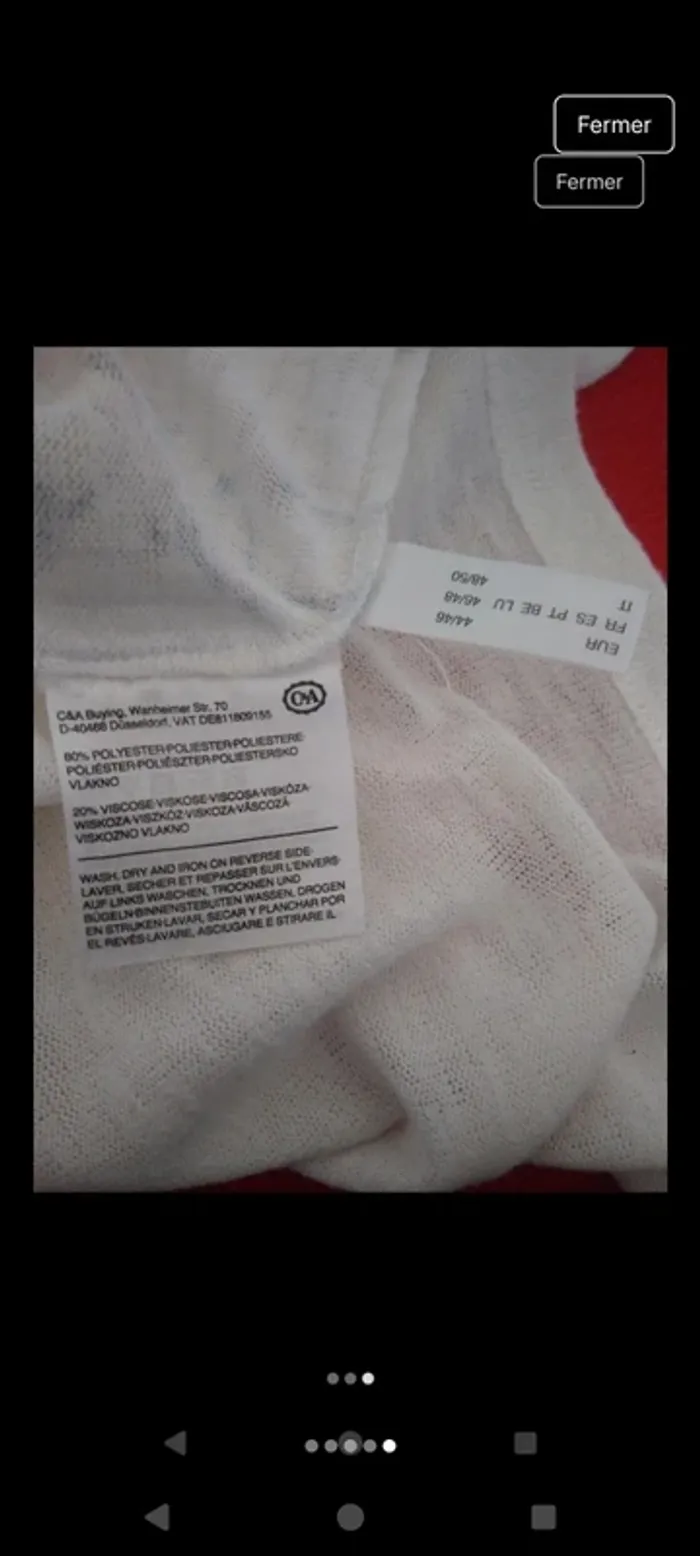 Fermer
Fermer
C&A Buying, Wanheimer Str. 70
D-40468 Düsseldorf, VAT DE811809155
C&A
80% POLYESTER·POLIESTER·POLIESTERE·
POLIÉSTER·POLIÉSZTER·POLIESTERSKO
VLAKNO
20% VISCOSE·VISKOSE·VISCOSA·VISKÓZA·
WISKOZA·VISZKÓZ·VISKOZA·VÂSCOZĂ·
VISKOZNO VLAKNO
WASH, DRY AND IRON ON REVERSE SIDE·
LAVER, SECHER ET REPASSER SUR L'ENVERS·
AUF LINKS WASCHEN, TROCKNEN UND
BÜGELN·BINNENSTEBUITEN WASSEN, DROGEN
EN STRIJKEN·LAVAR, SECAR Y PLANCHAR POR
EL REVÉS·LAVARE, ASCIUGARE E STIRARE IL
EUR 44/46
FR ES PT BE LU 46/48
IT 48/50